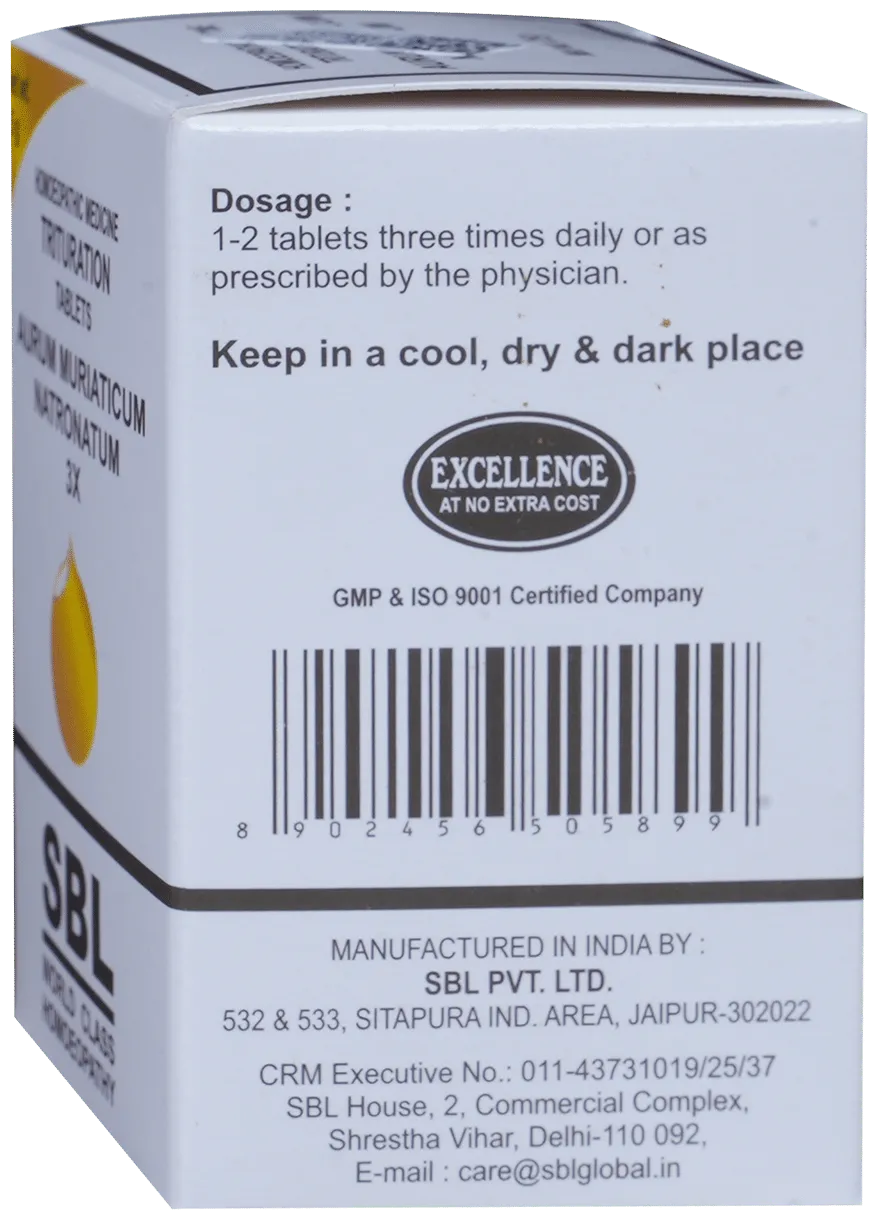 HOMOEOPATHIC MEDICINE
TRITURATION
TABLETS
AURUM MURIATICUM
NATRONATUM
3X
SBL
WORLD CLASS
HOMOEOPATHY
Dosage :
1-2 tablets three times daily or as
prescribed by the physician.
Keep in a cool, dry & dark place
EXCELLENCE
AT NO EXTRA COST
GMP & ISO 9001 Certified Company
8 902456 505899
MANUFACTURED IN INDIA BY :
SBL PVT. LTD.
532 & 533, SITAPURA IND. AREA, JAIPUR-302022
CRM Executive No.: 011-43731019/25/37
SBL House, 2, Commercial Complex,
Shrestha Vihar, Delhi-110 092,
E-mail : care@sblglobal.in